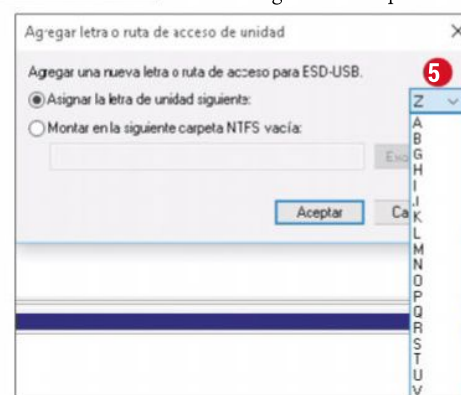 Agregar letra o ruta de acceso de unidad
Agregar una nueva letra o ruta de acceso para ESD-USB.
5
Asignar la letra de unidad siguiente:
Z
Montar en la siguiente carpeta NTFS vacía:
Aceptar
A
B
G
H
I
J
K
L
M
N
O
P
Q
R
S
T
U
V